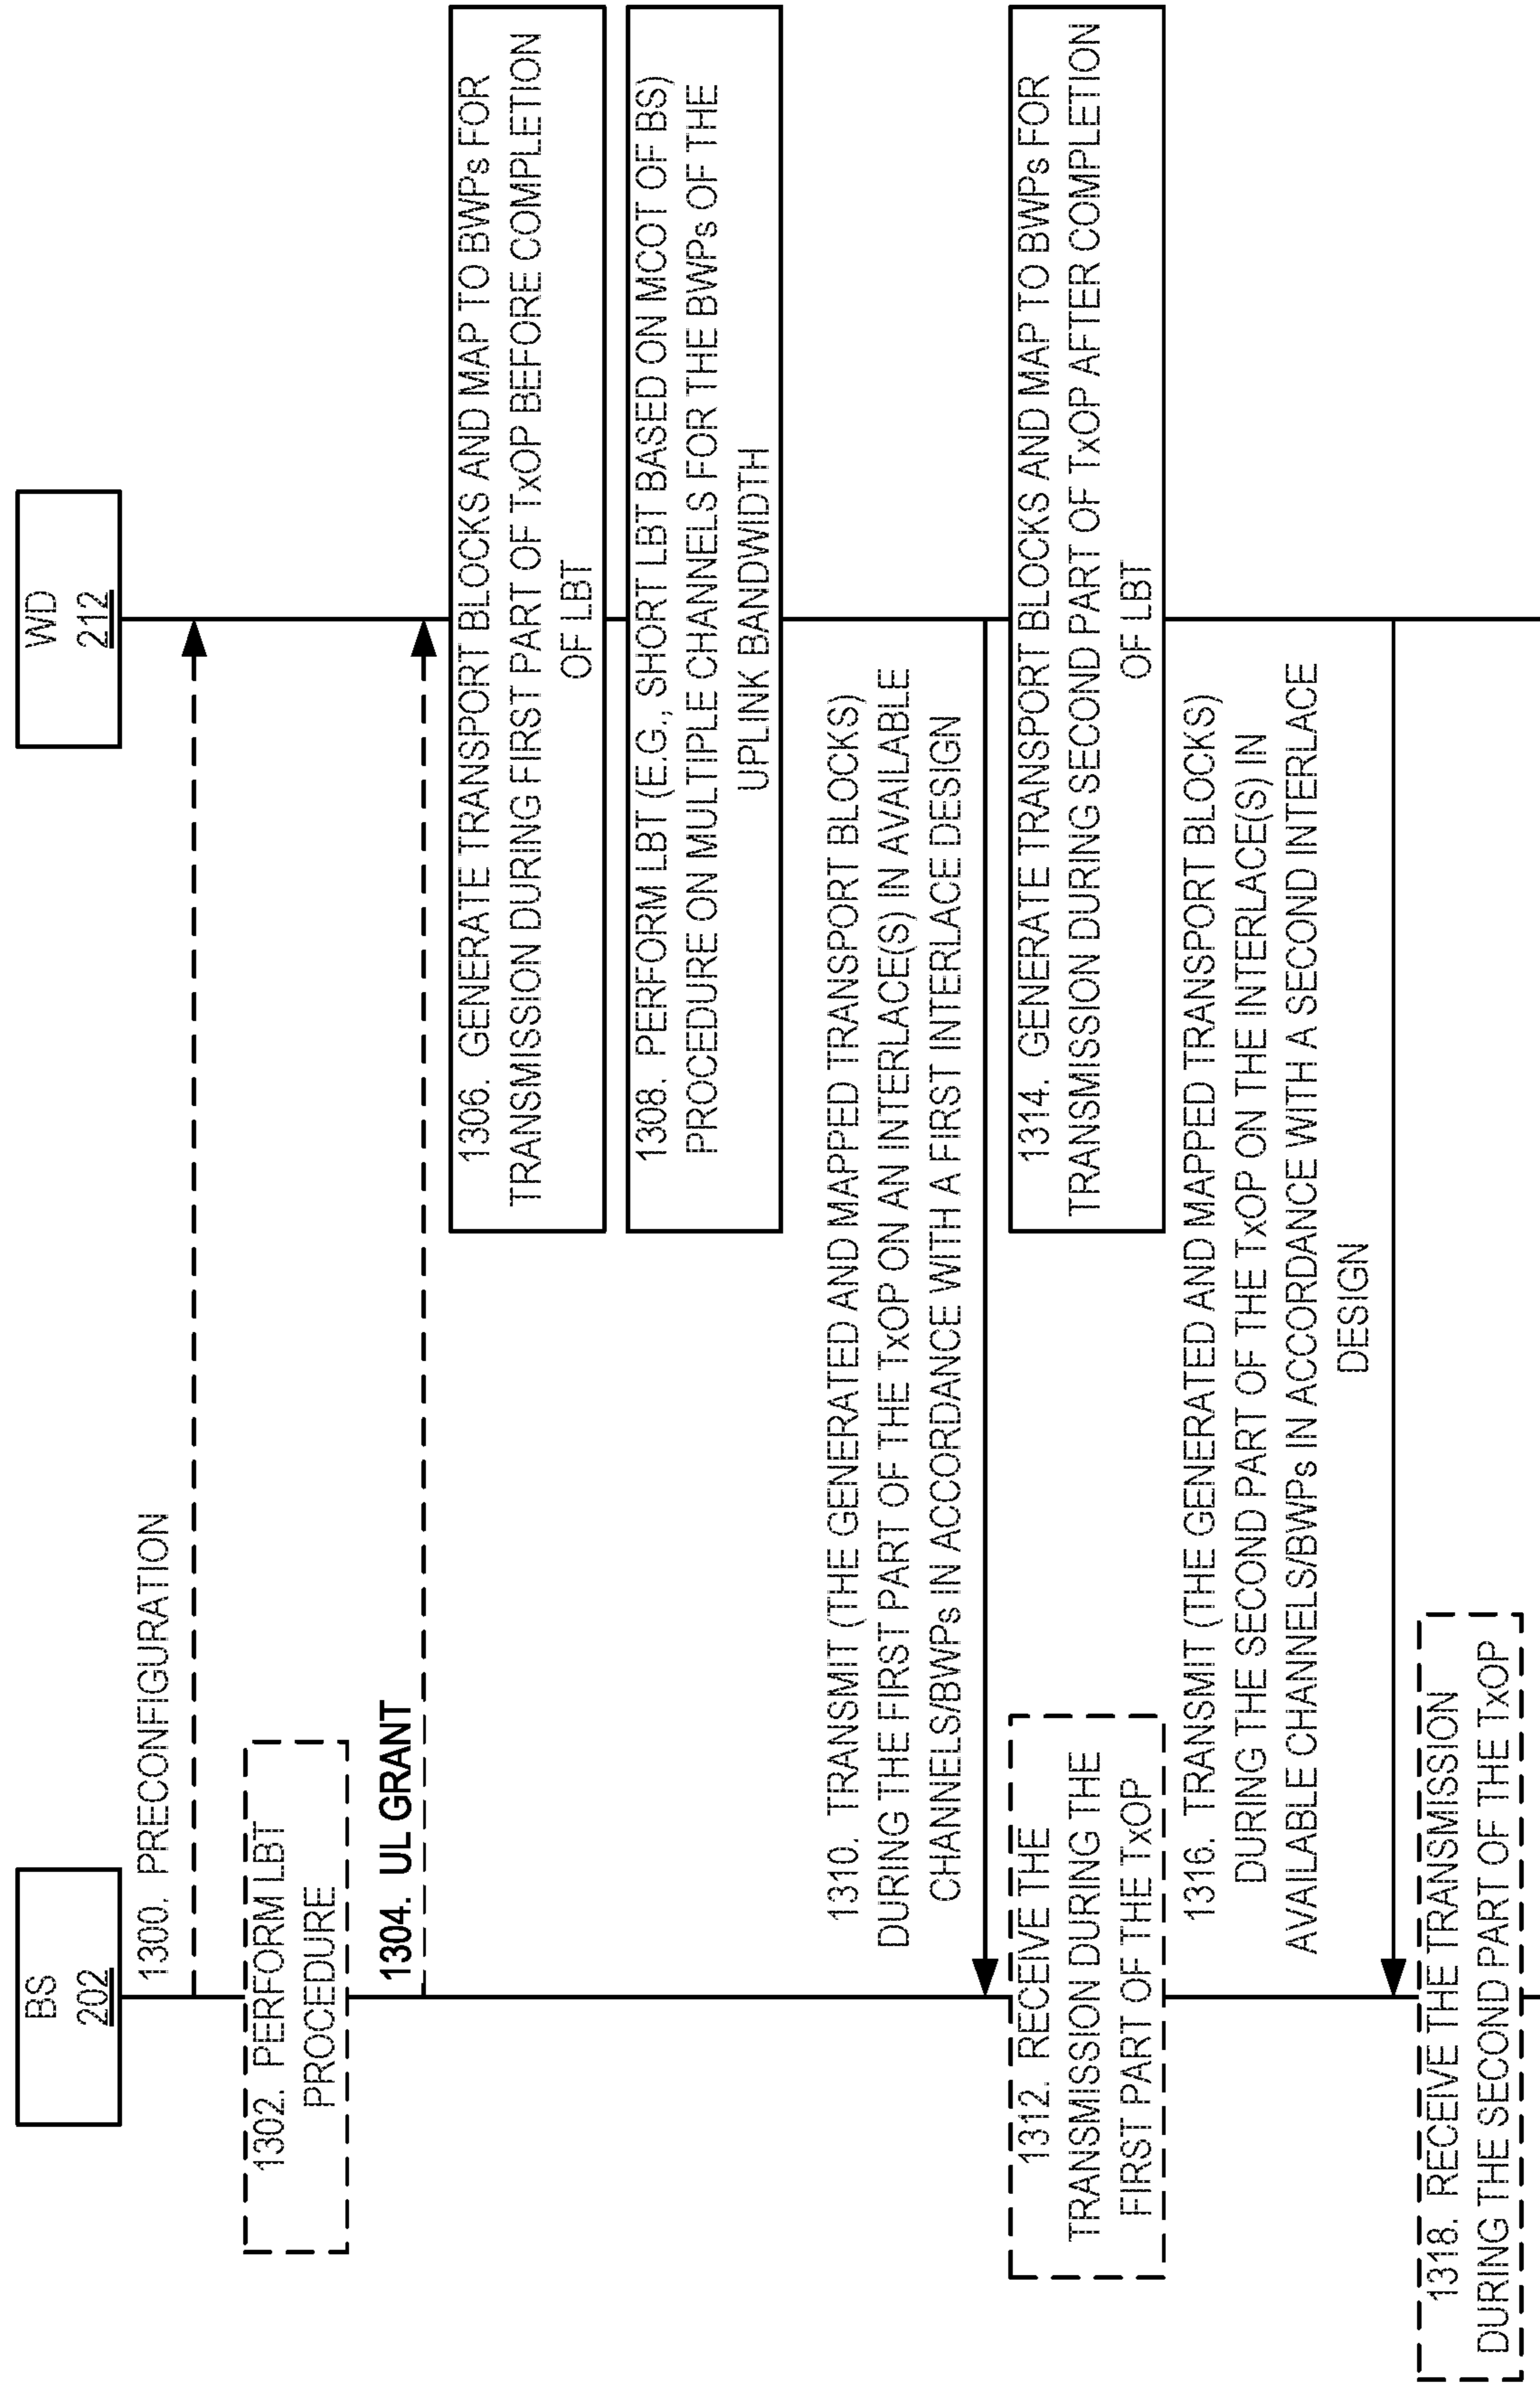 BS
202
WD
212
1300. PRECONFIGURATION
1302. PERFORM LBT
PROCEDURE
1304. UL GRANT
1306. GENERATE TRANSPORT BLOCKS AND MAP TO BWPs FOR
TRANSMISSION DURING FIRST PART OF TxOP BEFORE COMPLETION
OF LBT
1308. PERFORM LBT (E.G., SHORT LBT BASED ON MCOT OF BS)
PROCEDURE ON MULTIPLE CHANNELS FOR THE BWPs OF THE
UPLINK BANDWIDTH
1310. TRANSMIT (THE GENERATED AND MAPPED TRANSPORT BLOCKS)
DURING THE FIRST PART OF THE TxOP ON AN INTERLACE(S) IN AVAILABLE
CHANNELS/BWPs IN ACCORDANCE WITH A FIRST INTERLACE DESIGN
1312. RECEIVE THE
TRANSMISSION DURING THE
FIRST PART OF THE TxOP
1314. GENERATE TRANSPORT BLOCKS AND MAP TO BWPs FOR
TRANSMISSION DURING SECOND PART OF TxOP AFTER COMPLETION
OF LBT
1316. TRANSMIT (THE GENERATED AND MAPPED TRANSPORT BLOCKS)
DURING THE SECOND PART OF THE TxOP ON THE INTERLACE(S) IN
AVAILABLE CHANNELS/BWPs IN ACCORDANCE WITH A SECOND INTERLACE
DESIGN
1318. RECEIVE THE TRANSMISSION
DURING THE SECOND PART OF THE TxOP